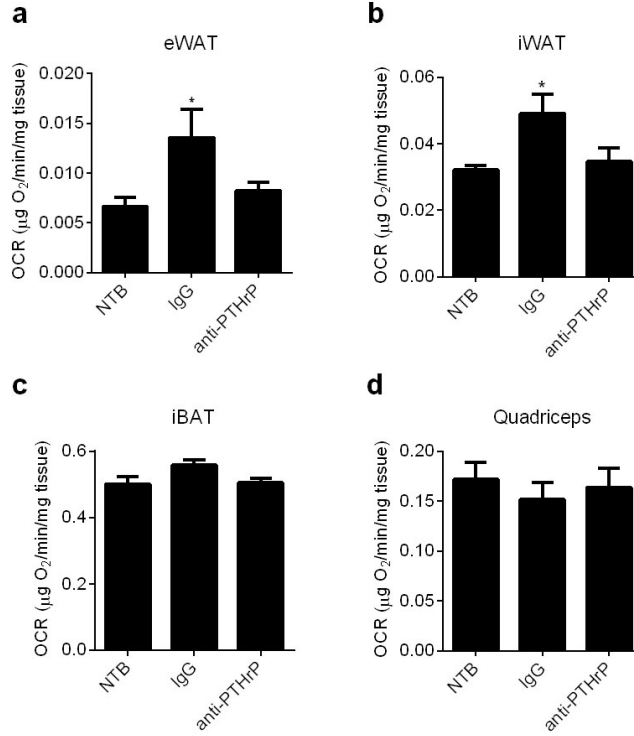 a
eWAT
OCR (μg O2/min/mg tissue)
0.020
0.015
0.010
0.005
0.000
*
NTB
IgG
anti-PTHrP
b
iWAT
OCR (μg O2/min/mg tissue)
0.06
0.04
0.02
0.00
*
NTB
IgG
anti-PTHrP
c
iBAT
OCR (μg O2/min/mg tissue)
0.6
0.4
0.2
0.0
NTB
IgG
anti-PTHrP
d
Quadriceps
OCR (μg O2/min/mg tissue)
0.20
0.15
0.10
0.05
0.00
NTB
IgG
anti-PTHrP